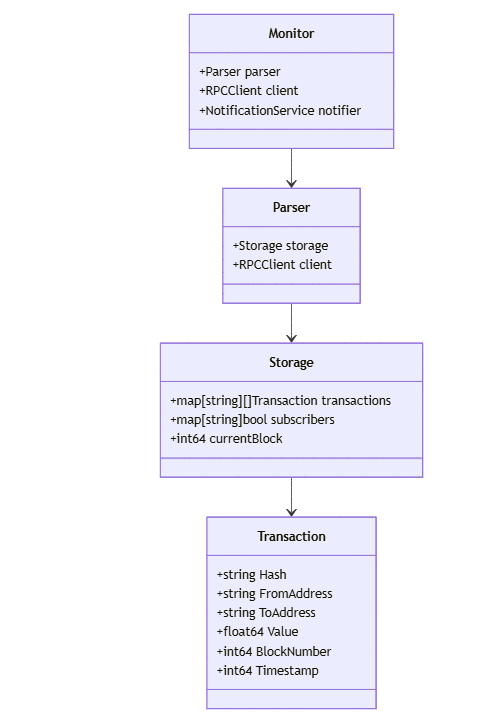 Monitor
+Parser parser
+RPCClient client
+NotificationService notifier
Parser
+Storage storage
+RPCClient client
Storage
+map[string][]Transaction transactions
+map[string]bool subscribers
+int64 currentBlock
Transaction
+string Hash
+string FromAddress
+string ToAddress
+float64 Value
+int64 BlockNumber
+int64 Timestamp